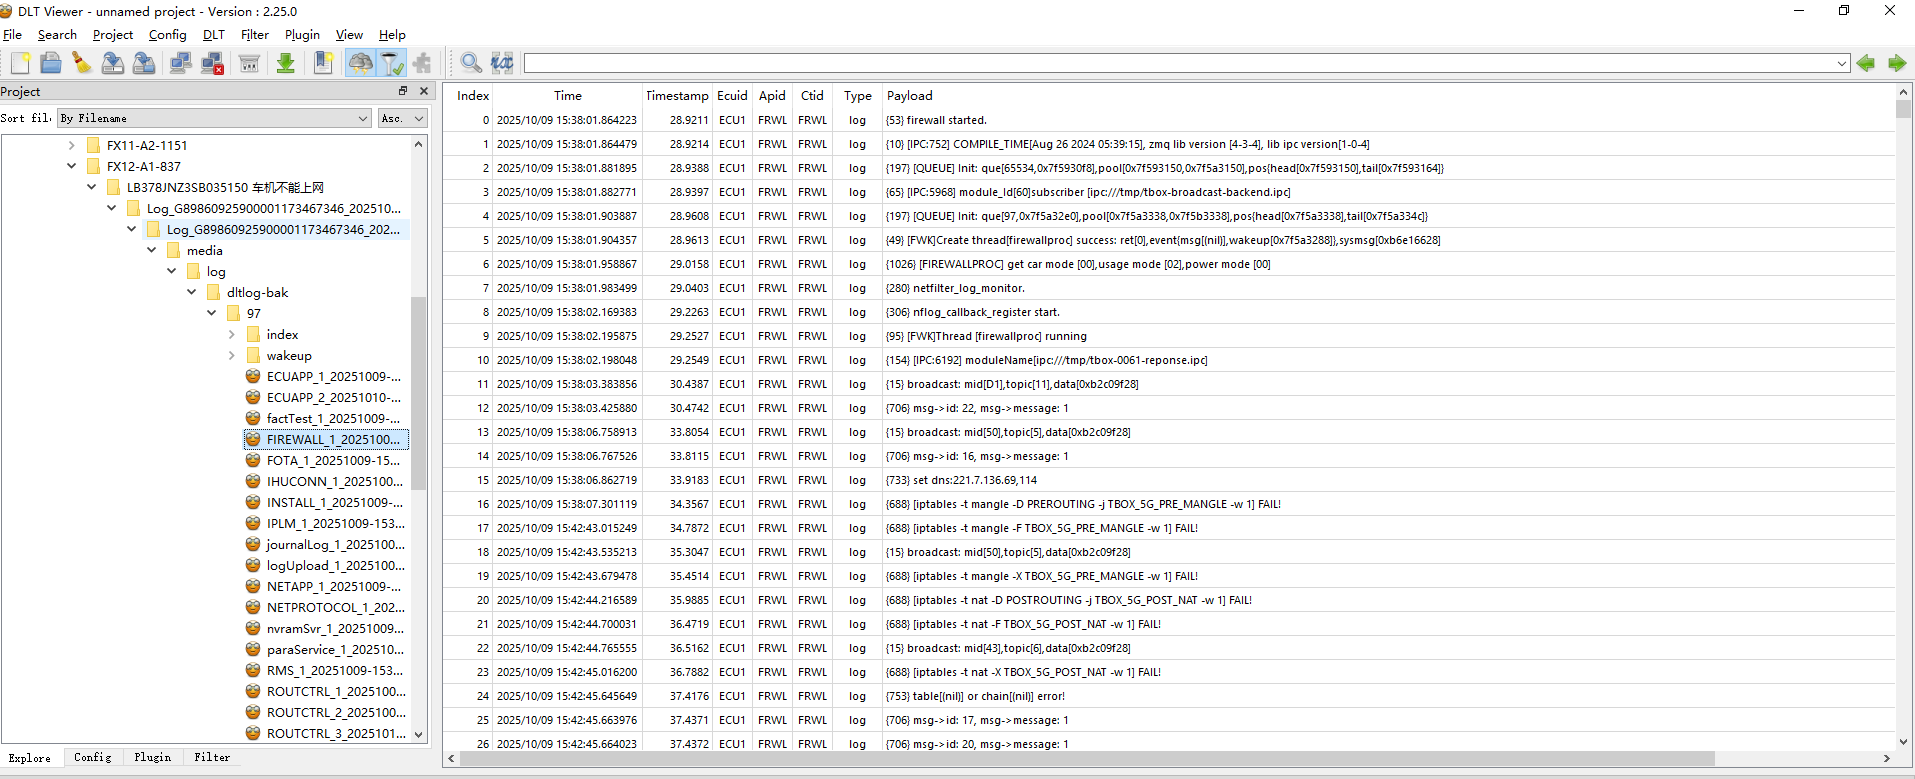 DLT Viewer - unnamed project - Version : 2.25.0
File Search Project Config DLT Filter Plugin View Help
Project
Sort fil By Filename Asc.
FX11-A2-1151
FX12-A1-837
LB378JNZ3SB035150 车机不能上网
Log_G89860925900001173467346_202510...
Log_G89860925900001173467346_202...
media
log
dltlog-bak
97
index
wakeup
ECUAPP_1_20251009-...
ECUAPP_2_20251010-...
factTest_1_20251009-...
FIREWALL_1_2025100...
FOTA_1_20251009-15...
IHUCONN_1_2025100...
INSTALL_1_20251009-...
IPLM_1_20251009-153...
journalLog_1_2025100...
logUpload_1_2025100...
NETAPP_1_20251009-...
NETPROTOCOL_1_202...
nvramSvr_1_20251009...
paraService_1_202510...
RMS_1_20251009-153...
ROUTCTRL_1_2025100...
ROUTCTRL_2_2025100...
ROUTCTRL_3_2025101...
Explore Config Plugin Filter
Index Time Timestamp Ecuid Apid Ctid Type Payload
0 2025/10/09 15:38:01.864223 28.9211 ECU1 FRWL FRWL log {53} firewall started.
1 2025/10/09 15:38:01.864479 28.9214 ECU1 FRWL FRWL log {10} [IPC:752] COMPILE_TIME[Aug 26 2024 05:39:15], zmq lib version [4-3-4], lib ipc version[1-0-4]
2 2025/10/09 15:38:01.881895 28.9388 ECU1 FRWL FRWL log {197} [QUEUE] Init: que[65534,0x7f5930f8],pool[0x7f593150,0x7f5a3150],pos{head[0x7f593150],tail[0x7f593164]}
3 2025/10/09 15:38:01.882771 28.9397 ECU1 FRWL FRWL log {65} [IPC:5968] module_Id[60]subscriber [ipc:///tmp/tbox-broadcast-backend.ipc]
4 2025/10/09 15:38:01.903887 28.9608 ECU1 FRWL FRWL log {197} [QUEUE] Init: que[97,0x7f5a32e0],pool[0x7f5a3338,0x7f5b3338],pos{head[0x7f5a3338],tail[0x7f5a334c]}
5 2025/10/09 15:38:01.904357 28.9613 ECU1 FRWL FRWL log {49} [FWK]Create thread[firewallproc] success: ret[0],event{msg[(nil)],wakeup[0x7f5a3288]},sysmsg[0xb6e16628]
6 2025/10/09 15:38:01.958867 29.0158 ECU1 FRWL FRWL log {1026} [FIREWALLPROC] get car mode [00],usage mode [02],power mode [00]
7 2025/10/09 15:38:01.983499 29.0403 ECU1 FRWL FRWL log {280} netfilter_log_monitor.
8 2025/10/09 15:38:02.169383 29.2263 ECU1 FRWL FRWL log {306} nflog_callback_register start.
9 2025/10/09 15:38:02.195875 29.2527 ECU1 FRWL FRWL log {95} [FWK]Thread [firewallproc] running
10 2025/10/09 15:38:02.198048 29.2549 ECU1 FRWL FRWL log {154} [IPC:6192] moduleName[ipc:///tmp/tbox-0061-reponse.ipc]
11 2025/10/09 15:38:03.383856 30.4387 ECU1 FRWL FRWL log {15} broadcast: mid[D1],topic[11],data[0xb2c09f28]
12 2025/10/09 15:38:03.425880 30.4742 ECU1 FRWL FRWL log {706} msg->id: 22, msg->message: 1
13 2025/10/09 15:38:06.758913 33.8054 ECU1 FRWL FRWL log {15} broadcast: mid[50],topic[5],data[0xb2c09f28]
14 2025/10/09 15:38:06.767526 33.8115 ECU1 FRWL FRWL log {706} msg->id: 16, msg->message: 1
15 2025/10/09 15:38:06.862719 33.9183 ECU1 FRWL FRWL log {733} set dns:221.7.136.69,114
16 2025/10/09 15:38:07.301119 34.3567 ECU1 FRWL FRWL log {688} [iptables -t mangle -D PREROUTING -j TBOX_5G_PRE_MANGLE -w 1] FAIL!
17 2025/10/09 15:42:43.015249 34.7872 ECU1 FRWL FRWL log {688} [iptables -t mangle -F TBOX_5G_PRE_MANGLE -w 1] FAIL!
18 2025/10/09 15:42:43.535213 35.3047 ECU1 FRWL FRWL log {15} broadcast: mid[50],topic[5],data[0xb2c09f28]
19 2025/10/09 15:42:43.679478 35.4514 ECU1 FRWL FRWL log {688} [iptables -t mangle -X TBOX_5G_PRE_MANGLE -w 1] FAIL!
20 2025/10/09 15:42:44.216589 35.9885 ECU1 FRWL FRWL log {688} [iptables -t nat -D POSTROUTING -j TBOX_5G_POST_NAT -w 1] FAIL!
21 2025/10/09 15:42:44.700031 36.4719 ECU1 FRWL FRWL log {688} [iptables -t nat -F TBOX_5G_POST_NAT -w 1] FAIL!
22 2025/10/09 15:42:44.765555 36.5162 ECU1 FRWL FRWL log {15} broadcast: mid[43],topic[6],data[0xb2c09f28]
23 2025/10/09 15:42:45.016200 36.7882 ECU1 FRWL FRWL log {688} [iptables -t nat -X TBOX_5G_POST_NAT -w 1] FAIL!
24 2025/10/09 15:42:45.645649 37.4176 ECU1 FRWL FRWL log {753} table[(nil)] or chain[(nil)] error!
25 2025/10/09 15:42:45.663976 37.4371 ECU1 FRWL FRWL log {706} msg->id: 17, msg->message: 1
26 2025/10/09 15:42:45.664023 37.4372 ECU1 FRWL FRWL log {706} msg->id: 20, msg->message: 1